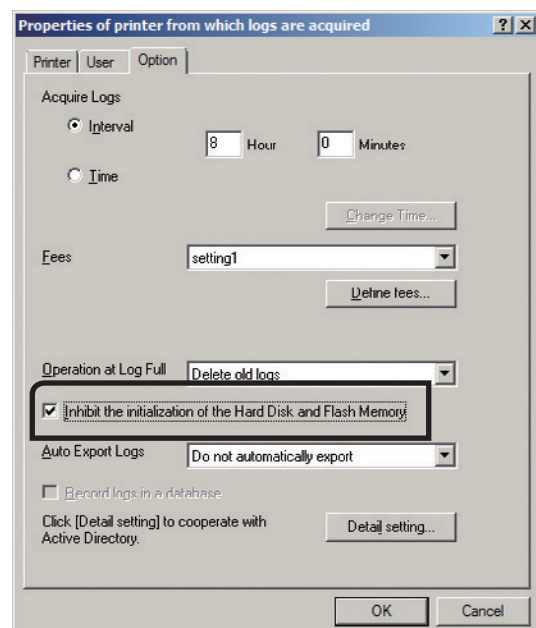 Properties of printer from which logs are acquired
Printer User Option
Acquire Logs
Interval
8 Hour 0 Minutes
Time
Change Time...
Fees setting1
Define fees...
Operation at Log Full Delete old logs
Inhibit the initialization of the Hard Disk and Flash Memory
Auto Export Logs Do not automatically export
Record logs in a database
Click [Detail setting] to cooperate with
Active Directory.
Detail setting...
OK Cancel